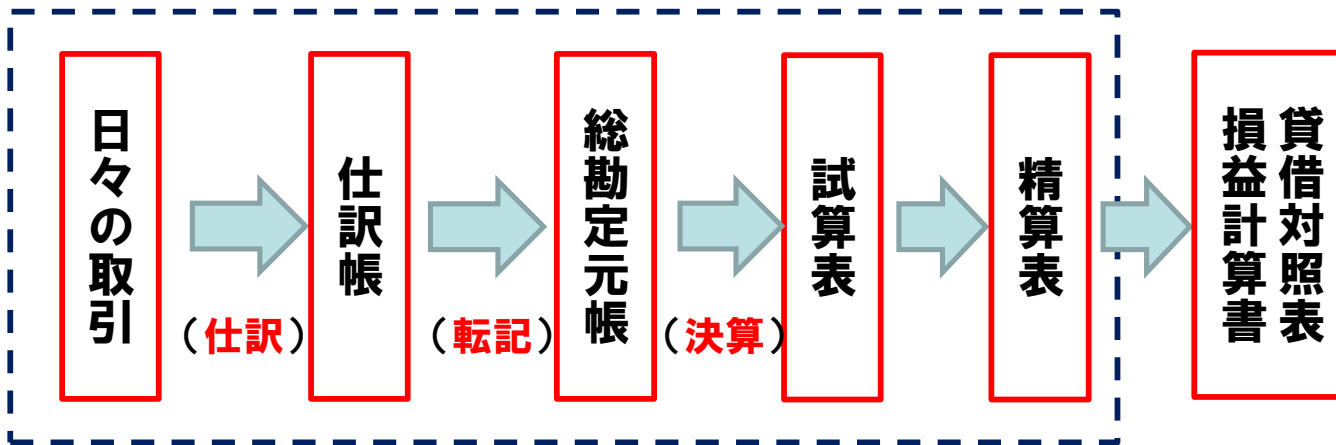 日々の取引
（仕訳）
仕訳帳
（転記）
総勘定元帳
（決算）
試算表
精算表
貸借対照表
損益計算書